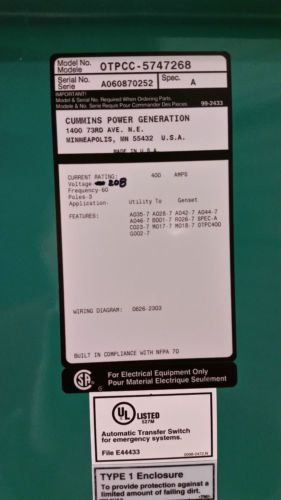 Model No. OTPCC-5747268
Modele
Serial No. A060870252 Spec. A
Serie
IMPORTANT!
Model & Serial No. Required When Ordering Parts.
Modele & No de Serie Requis Pour Commander Des Pieces 99-2433
CUMMINS POWER GENERATION
1400 73RD AVE. N.E.
MINNEAPOLIS, MN 55432 U.S.A.
MADE IN U.S.A.
CURRENT RATING: 400 AMPS
Voltage- 208
Frequency-60
Poles-3
Application- Utility To Genset
FEATURES: A035-7 A028-7 A042-7 A044-7
A046-7 B001-7 R026-7 SPEC-A
C023-7 M017-7 M018-7 OTPC400
G002-7
WIRING DIAGRAM: 0626-2303
BUILT IN COMPLIANCE WITH NFPA 70
For Electrical Equipment Only
Pour Material Electrique Seulement
UL LISTED
527M
Automatic Transfer Switch
for emergency systems.
File E44433
TYPE 1 Enclosure
To provide protection against a
limited amount of falling dirt.